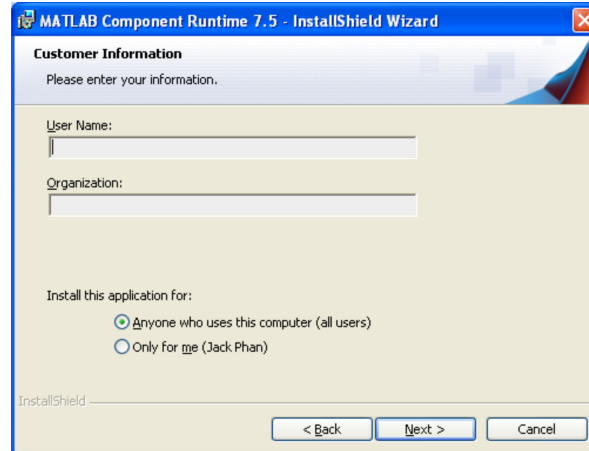 MATLAB Component Runtime 7.5 - InstallShield Wizard
Customer Information
Please enter your information.
User Name:
Organization:
Install this application for:
Anyone who uses this computer (all users)
Only for me (Jack Phan)
InstallShield
< Back Next > Cancel